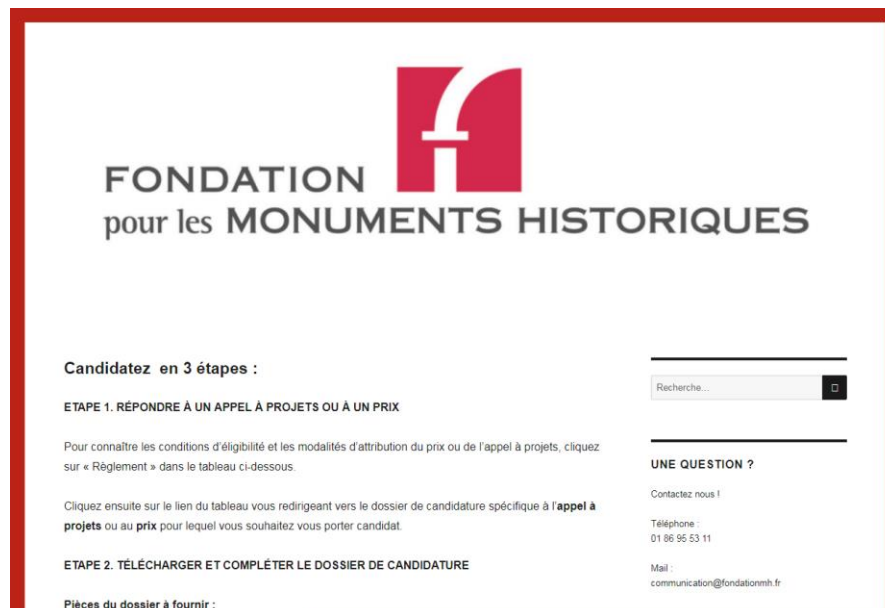 FONDATION
pour les MONUMENTS HISTORIQUES
Candidatez en 3 étapes :
ETAPE 1. RÉPONDRE À UN APPEL À PROJETS OU À UN PRIX
Pour connaître les conditions d'éligibilité et les modalités d'attribution du prix ou de l'appel à projets, cliquez
sur « Règlement » dans le tableau ci-dessous.
Cliquez ensuite sur le lien du tableau vous redirigeant vers le dossier de candidature spécifique à l'appel à
projets ou au prix pour lequel vous souhaitez vous porter candidat.
ETAPE 2. TÉLÉCHARGER ET COMPLÉTER LE DOSSIER DE CANDIDATURE
Pièces du dossier à fournir :
Recherche...
UNE QUESTION ?
Contactez nous !
Téléphone :
01 86 95 53 11
Mail :
communication@fondationmh.fr